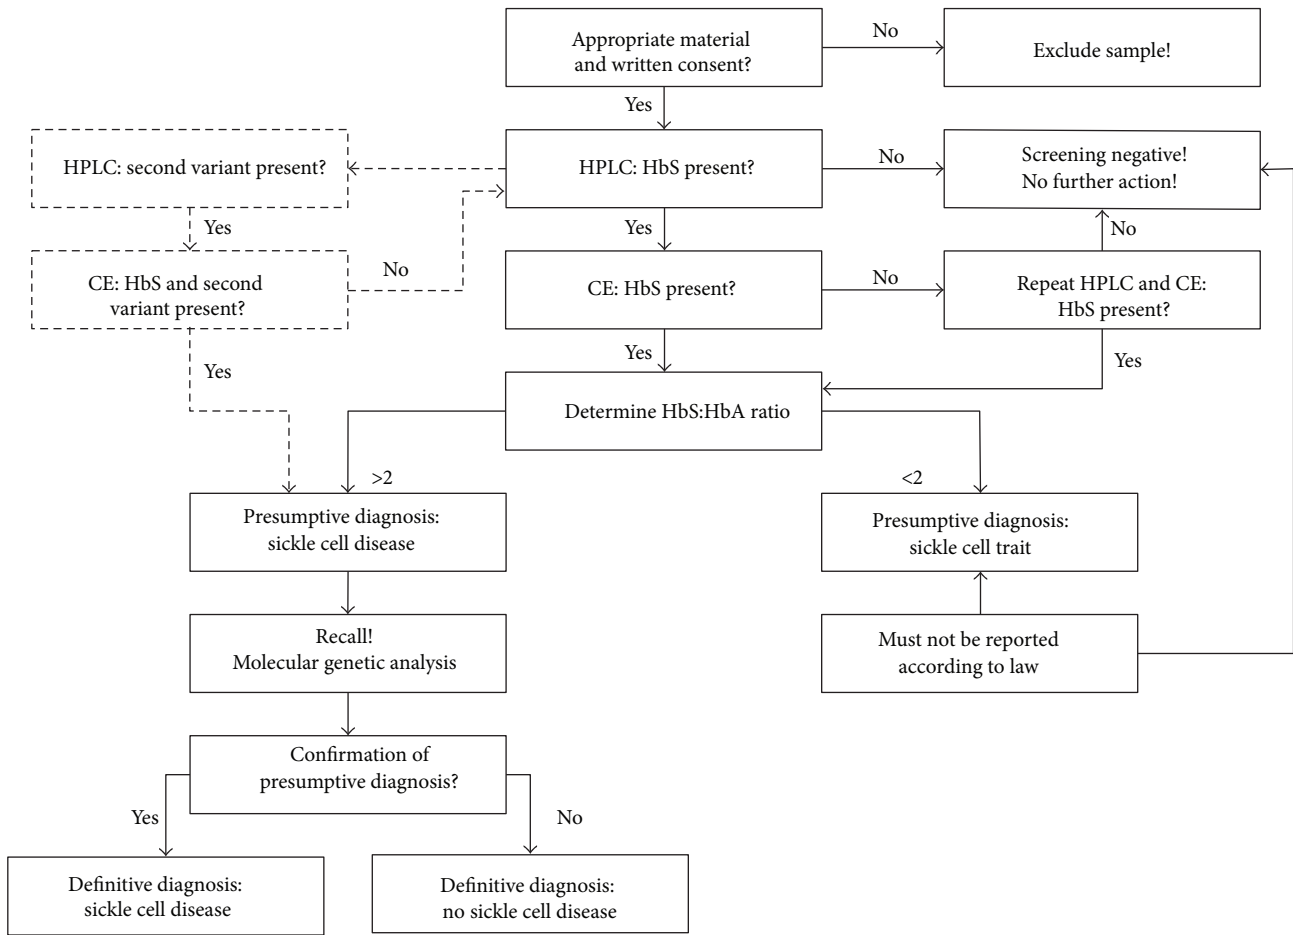 Appropriate material
and written consent?
No
Exclude sample!
Yes
HPLC: second variant present?
HPLC: HbS present?
No
Screening negative!
No further action!
Yes
Yes
No
CE: HbS and second
variant present?
No
CE: HbS present?
No
Repeat HPLC and CE:
HbS present?
Yes
Yes
Yes
Determine HbS:HbA ratio
>2
<2
Presumptive diagnosis:
sickle cell disease
Presumptive diagnosis:
sickle cell trait
Recall!
Molecular genetic analysis
Must not be reported
according to law
Confirmation of
presumptive diagnosis?
Yes
No
Definitive diagnosis:
sickle cell disease
Definitive diagnosis:
no sickle cell disease